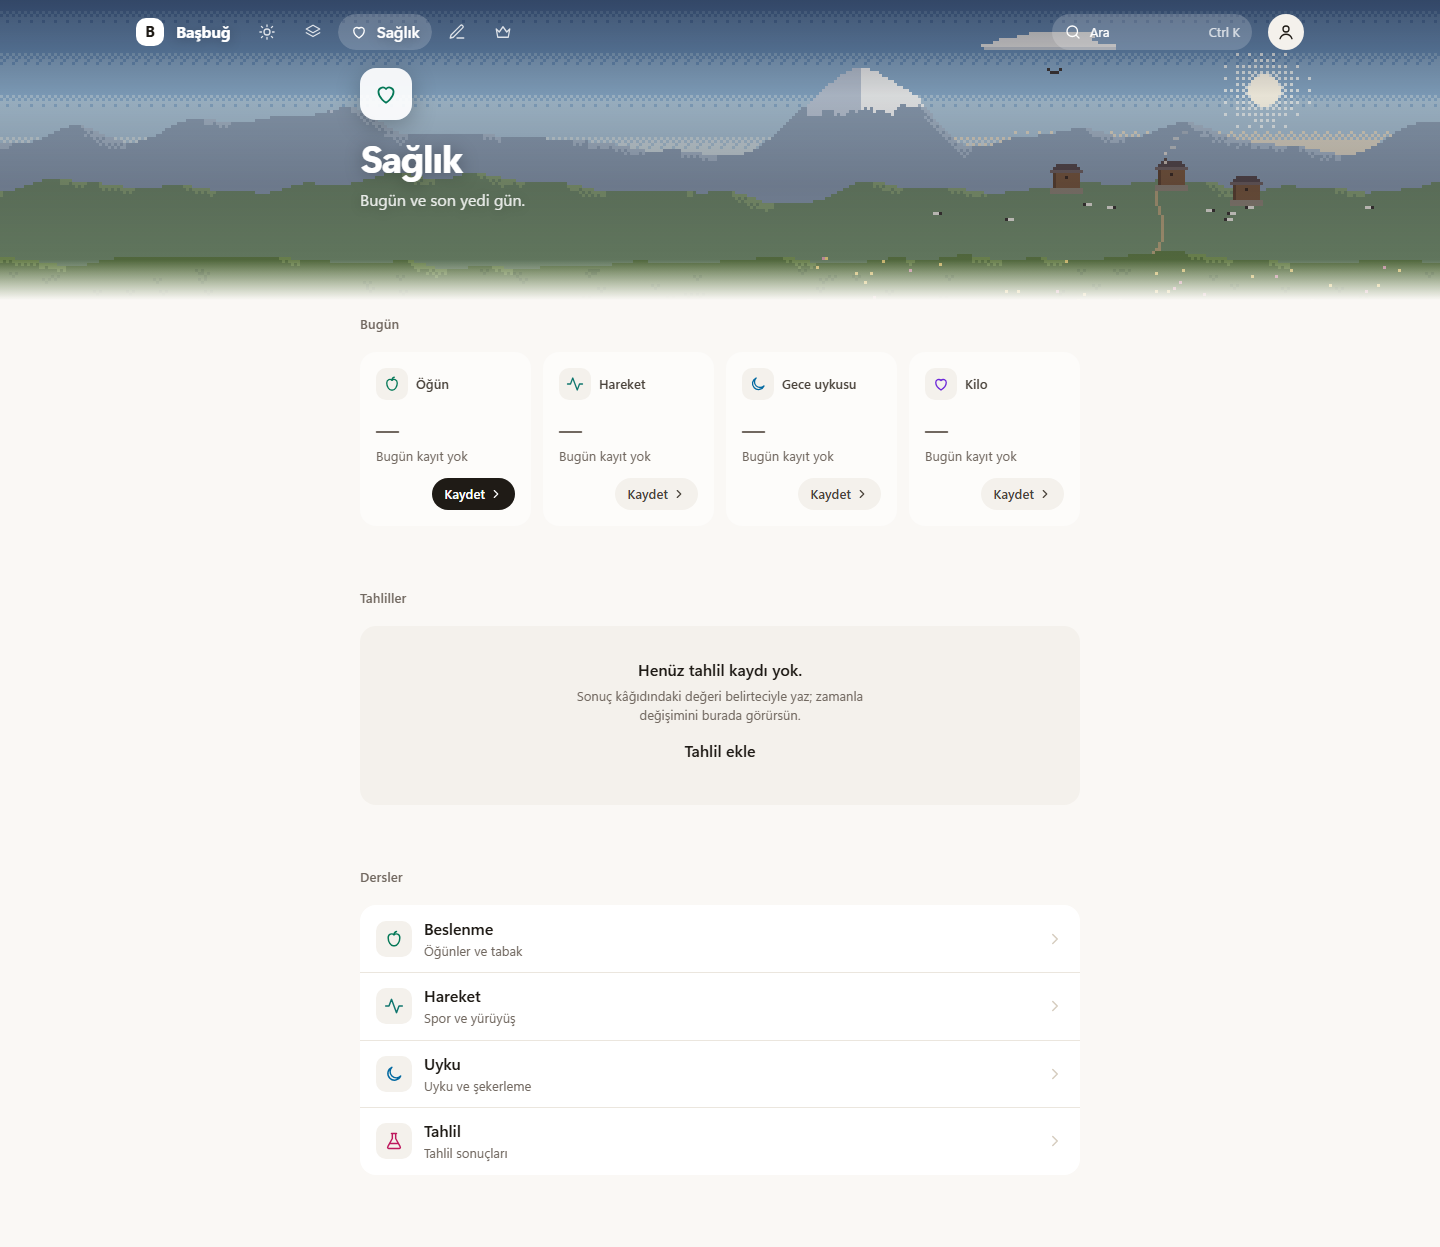 B Başbuğ Sağlık Ara Ctrl K
Sağlık
Bugün ve son yedi gün.
Bugün
Öğün
—
Bugün kayıt yok
Kaydet
Hareket
—
Bugün kayıt yok
Kaydet
Gece uykusu
—
Bugün kayıt yok
Kaydet
Kilo
—
Bugün kayıt yok
Kaydet
Tahliller
Henüz tahlil kaydı yok.
Sonuç kâğıdındaki değeri belirteciyle yaz; zamanla
değişimini burada görürsün.
Tahlil ekle
Dersler
Beslenme
Öğünler ve tabak
Hareket
Spor ve yürüyüş
Uyku
Uyku ve şekerleme
Tahlil
Tahlil sonuçları